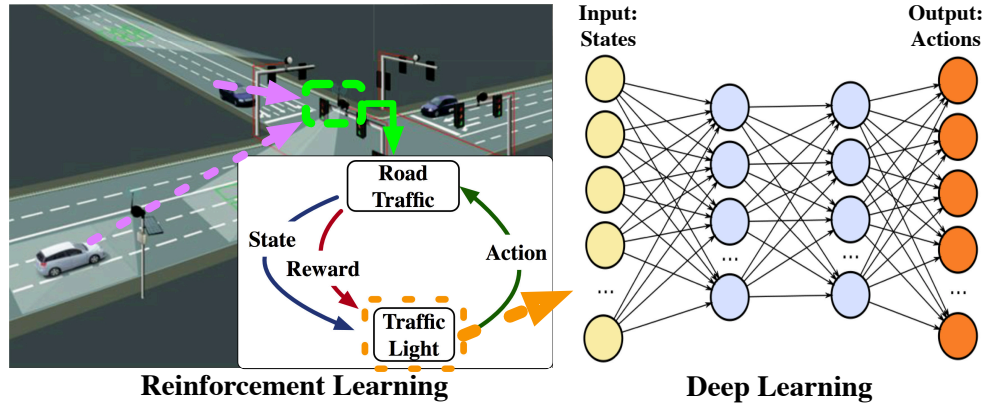 Input:
States
Output:
Actions
...
...
...
...
Road
Traffic
State
Reward
Action
Traffic
Light
Reinforcement Learning
Deep Learning